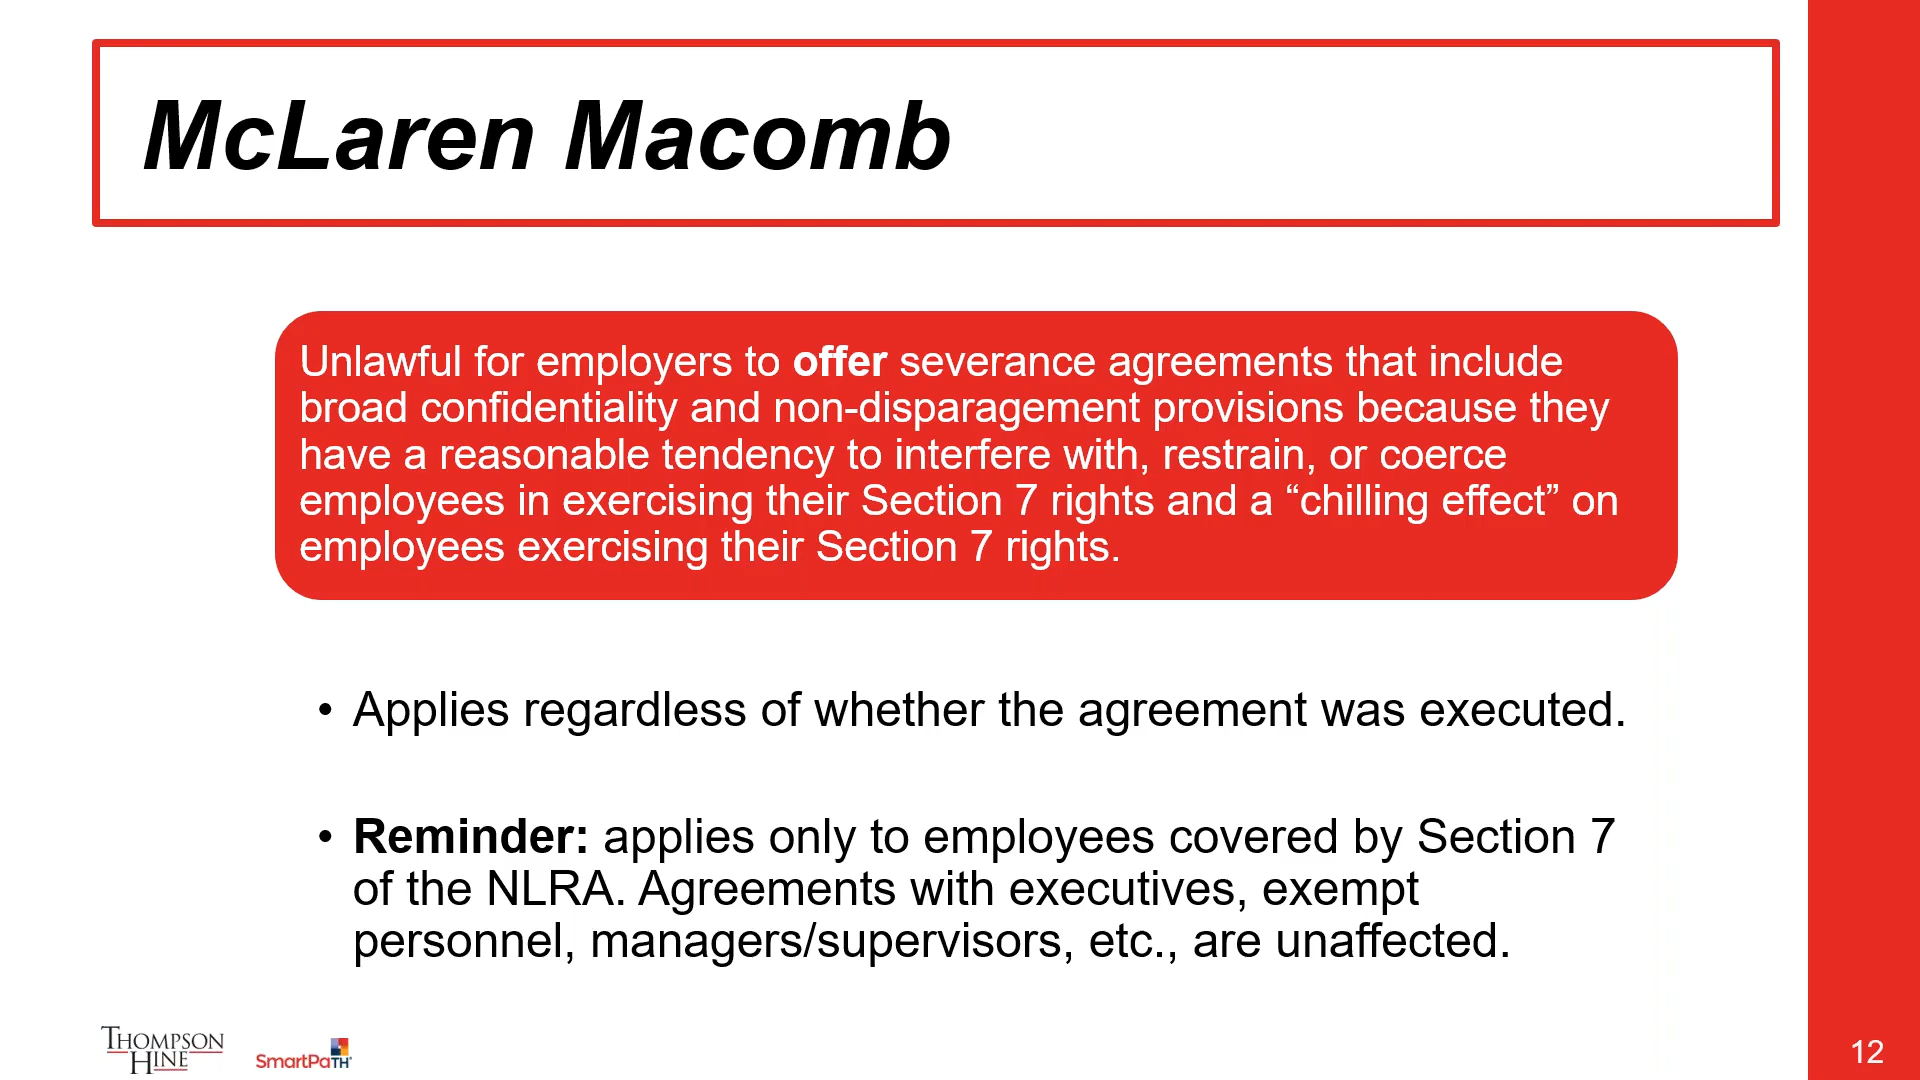 McLaren Macomb
Unlawful for employers to offer severance agreements that include
broad confidentiality and non-disparagement provisions because they
have a reasonable tendency to interfere with, restrain, or coerce
employees in exercising their Section 7 rights and a “chilling effect” on
employees exercising their Section 7 rights.
• Applies regardless of whether the agreement was executed.
• Reminder: applies only to employees covered by Section 7
of the NLRA. Agreements with executives, exempt
personnel, managers/supervisors, etc., are unaffected.
THOMPSON
HINE
SmartPaTH
12